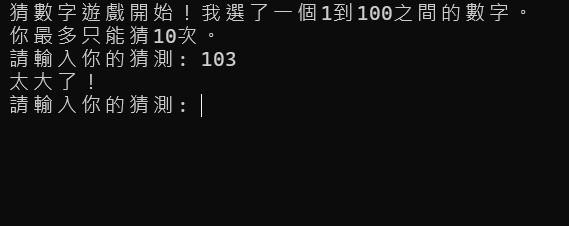 猜數字遊戲開始！我選了一個1到100之間的數字。
你最多只能猜10次。
請輸入你的猜測: 103
太大了！
請輸入你的猜測: